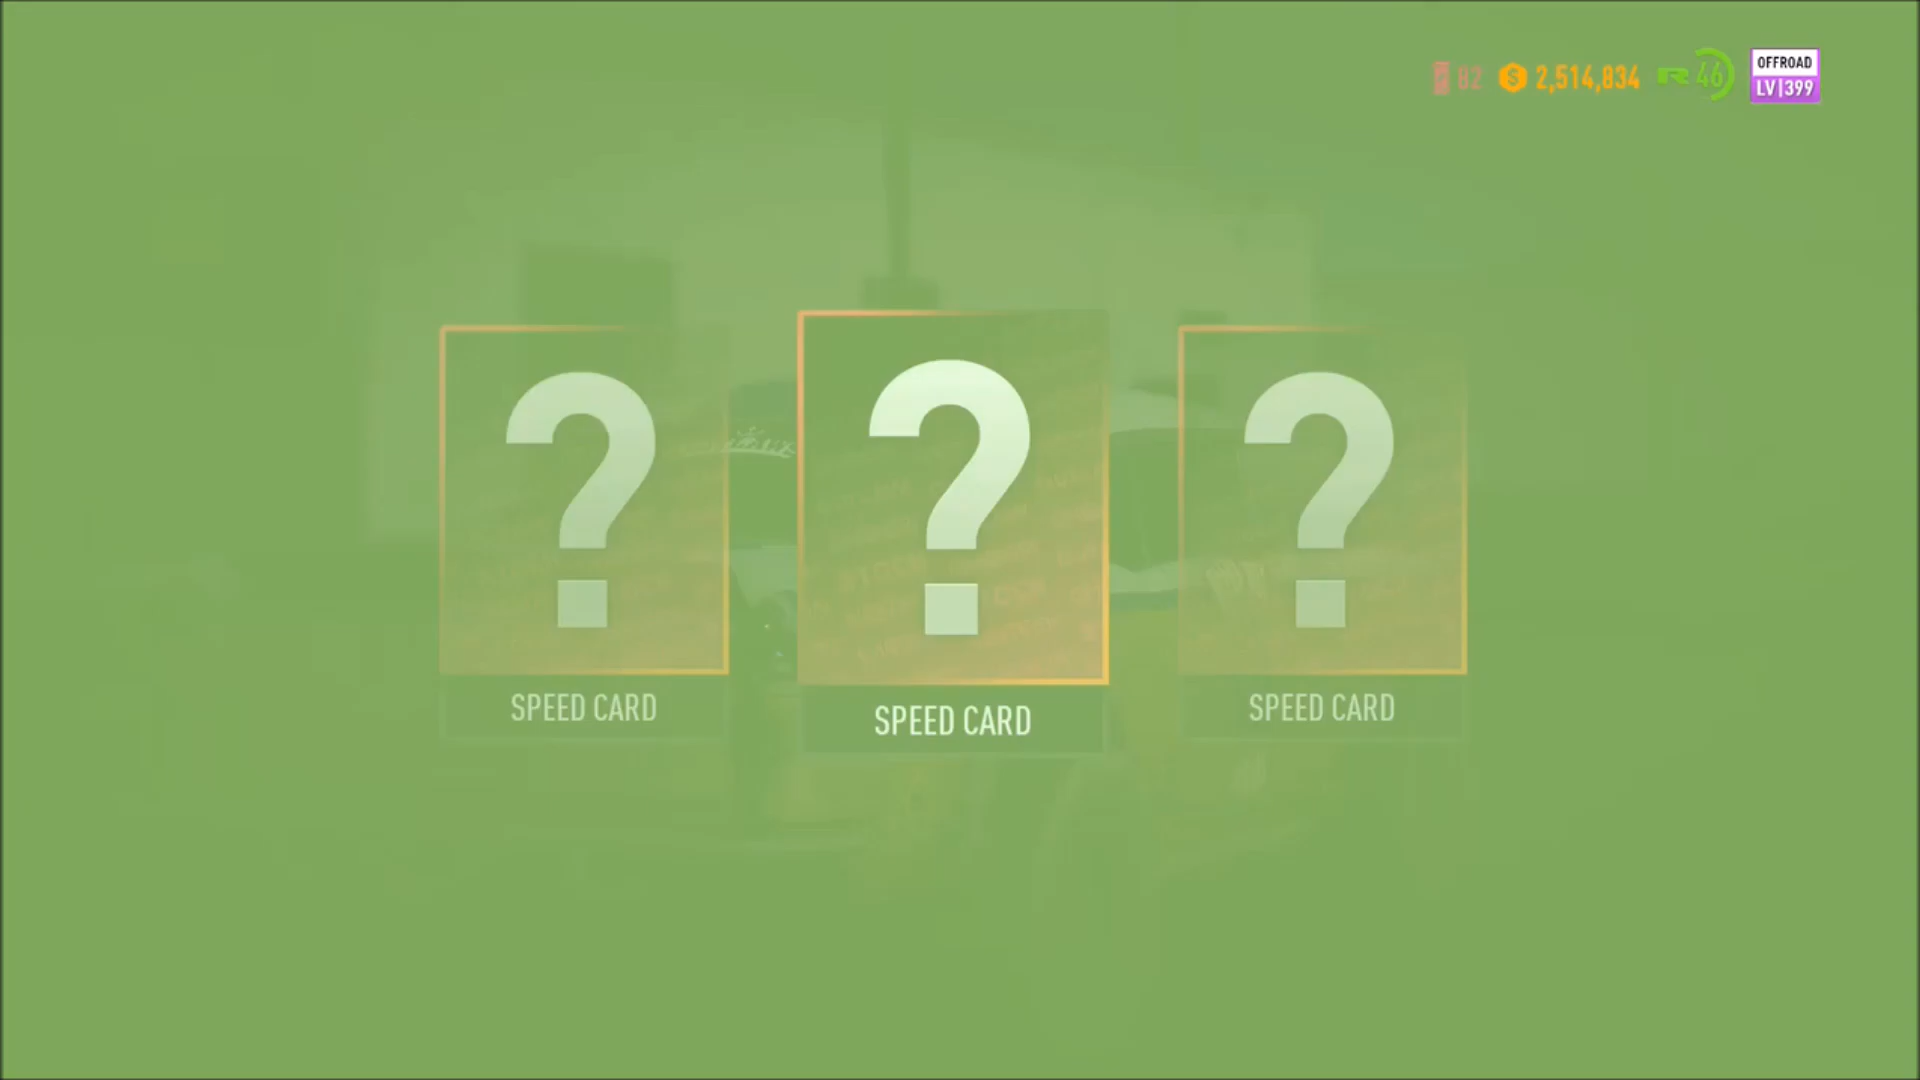 82 2,514,834 R 46 OFFROAD
LV|399
?
?
?
SPEED CARD
SPEED CARD
SPEED CARD